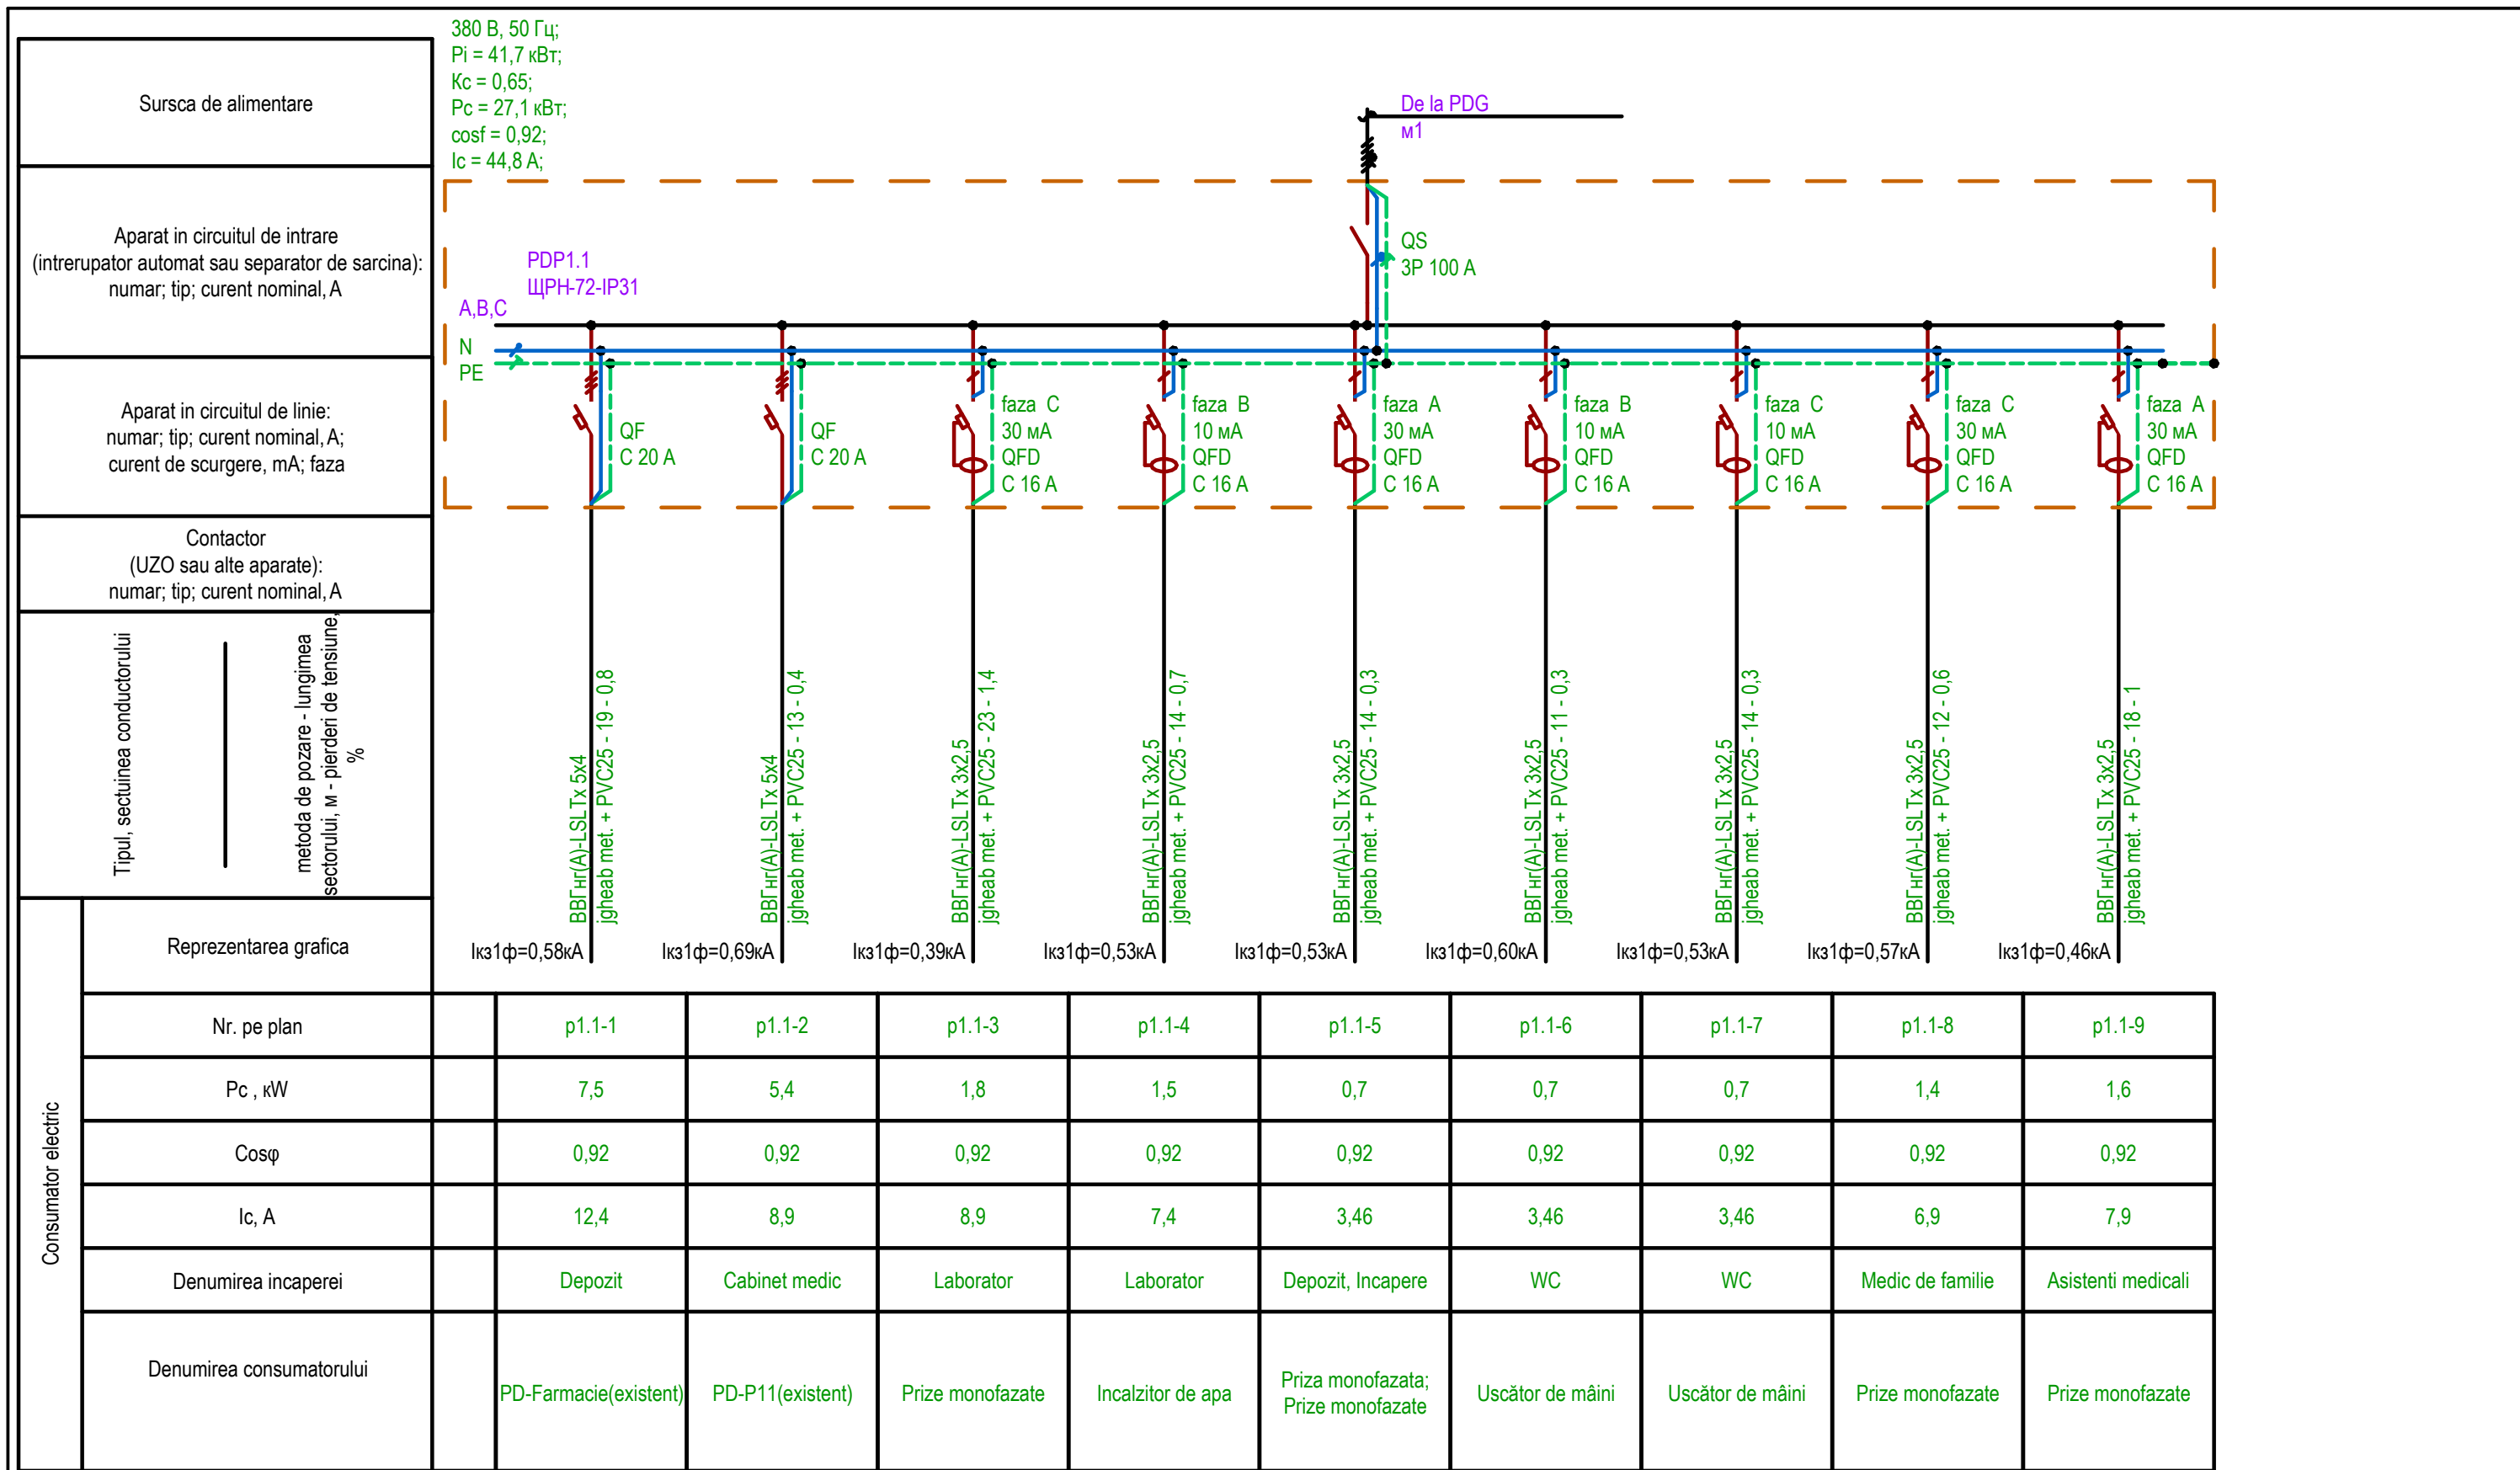 380 В, 50 Гц;
Pi = 41,7 кВт;
Kc = 0,65;
Pc = 27,1 кВт;
cosf = 0,92;
Ic = 44,8 A;
Sursca de alimentare
De la PDG
м1
Aparat in circuitul de intrare
(intrerupator automat sau separator de sarcina):
numar; tip; curent nominal, A
PDP1.1
ЩРН-72-IP31
QS
3P 100 A
A,B,C
N
PE
Aparat in circuitul de linie:
numar; tip; curent nominal, A;
curent de scurgere, mA; faza
QF
C 20 A
QF
C 20 A
faza C
30 мА
QFD
C 16 A
faza B
10 мА
QFD
C 16 A
faza A
30 мА
QFD
C 16 A
faza B
10 мА
QFD
C 16 A
faza C
10 мА
QFD
C 16 A
faza C
30 мА
QFD
C 16 A
faza A
30 мА
QFD
C 16 A
Contactor
(UZO sau alte aparate):
numar; tip; curent nominal, A
Tipul, sectuinea conductorului
metoda de pozare - lungimea
sectorului, м - pierderi de tensiune,
%
ВВГнг(А)-LSLTx 5x4
jgheab met. + PVC25 - 19 - 0,8
ВВГнг(А)-LSLTx 5x4
jgheab met. + PVC25 - 13 - 0,4
ВВГнг(А)-LSLTx 3x2,5
jgheab met. + PVC25 - 23 - 1,4
ВВГнг(А)-LSLTx 3x2,5
jgheab met. + PVC25 - 14 - 0,7
ВВГнг(А)-LSLTx 3x2,5
jgheab met. + PVC25 - 14 - 0,3
ВВГнг(А)-LSLTx 3x2,5
jgheab met. + PVC25 - 11 - 0,3
ВВГнг(А)-LSLTx 3x2,5
jgheab met. + PVC25 - 14 - 0,3
ВВГнг(А)-LSLTx 3x2,5
jgheab met. + PVC25 - 12 - 0,6
ВВГнг(А)-LSLTx 3x2,5
jgheab met. + PVC25 - 18 - 1
Consumator electric
Reprezentarea grafica
Iкз1ф=0,58кА
Iкз1ф=0,69кА
Iкз1ф=0,39кА
Iкз1ф=0,53кА
Iкз1ф=0,53кА
Iкз1ф=0,60кА
Iкз1ф=0,53кА
Iкз1ф=0,57кА
Iкз1ф=0,46кА
Nr. pe plan p1.1-1 p1.1-2 p1.1-3 p1.1-4 p1.1-5 p1.1-6 p1.1-7 p1.1-8 p1.1-9
Pc , кW 7,5 5,4 1,8 1,5 0,7 0,7 0,7 1,4 1,6
Cosφ 0,92 0,92 0,92 0,92 0,92 0,92 0,92 0,92 0,92
Ic, A 12,4 8,9 8,9 7,4 3,46 3,46 3,46 6,9 7,9
Denumirea incaperei Depozit Cabinet medic Laborator Laborator Depozit, Incapere WC WC Medic de familie Asistenti medicali
Denumirea consumatorului
PD-Farmacie(existent)
PD-P11(existent)
Prize monofazate
Incalzitor de apa
Priza monofazata;
Prize monofazate
Uscător de mâini
Uscător de mâini
Prize monofazate
Prize monofazate